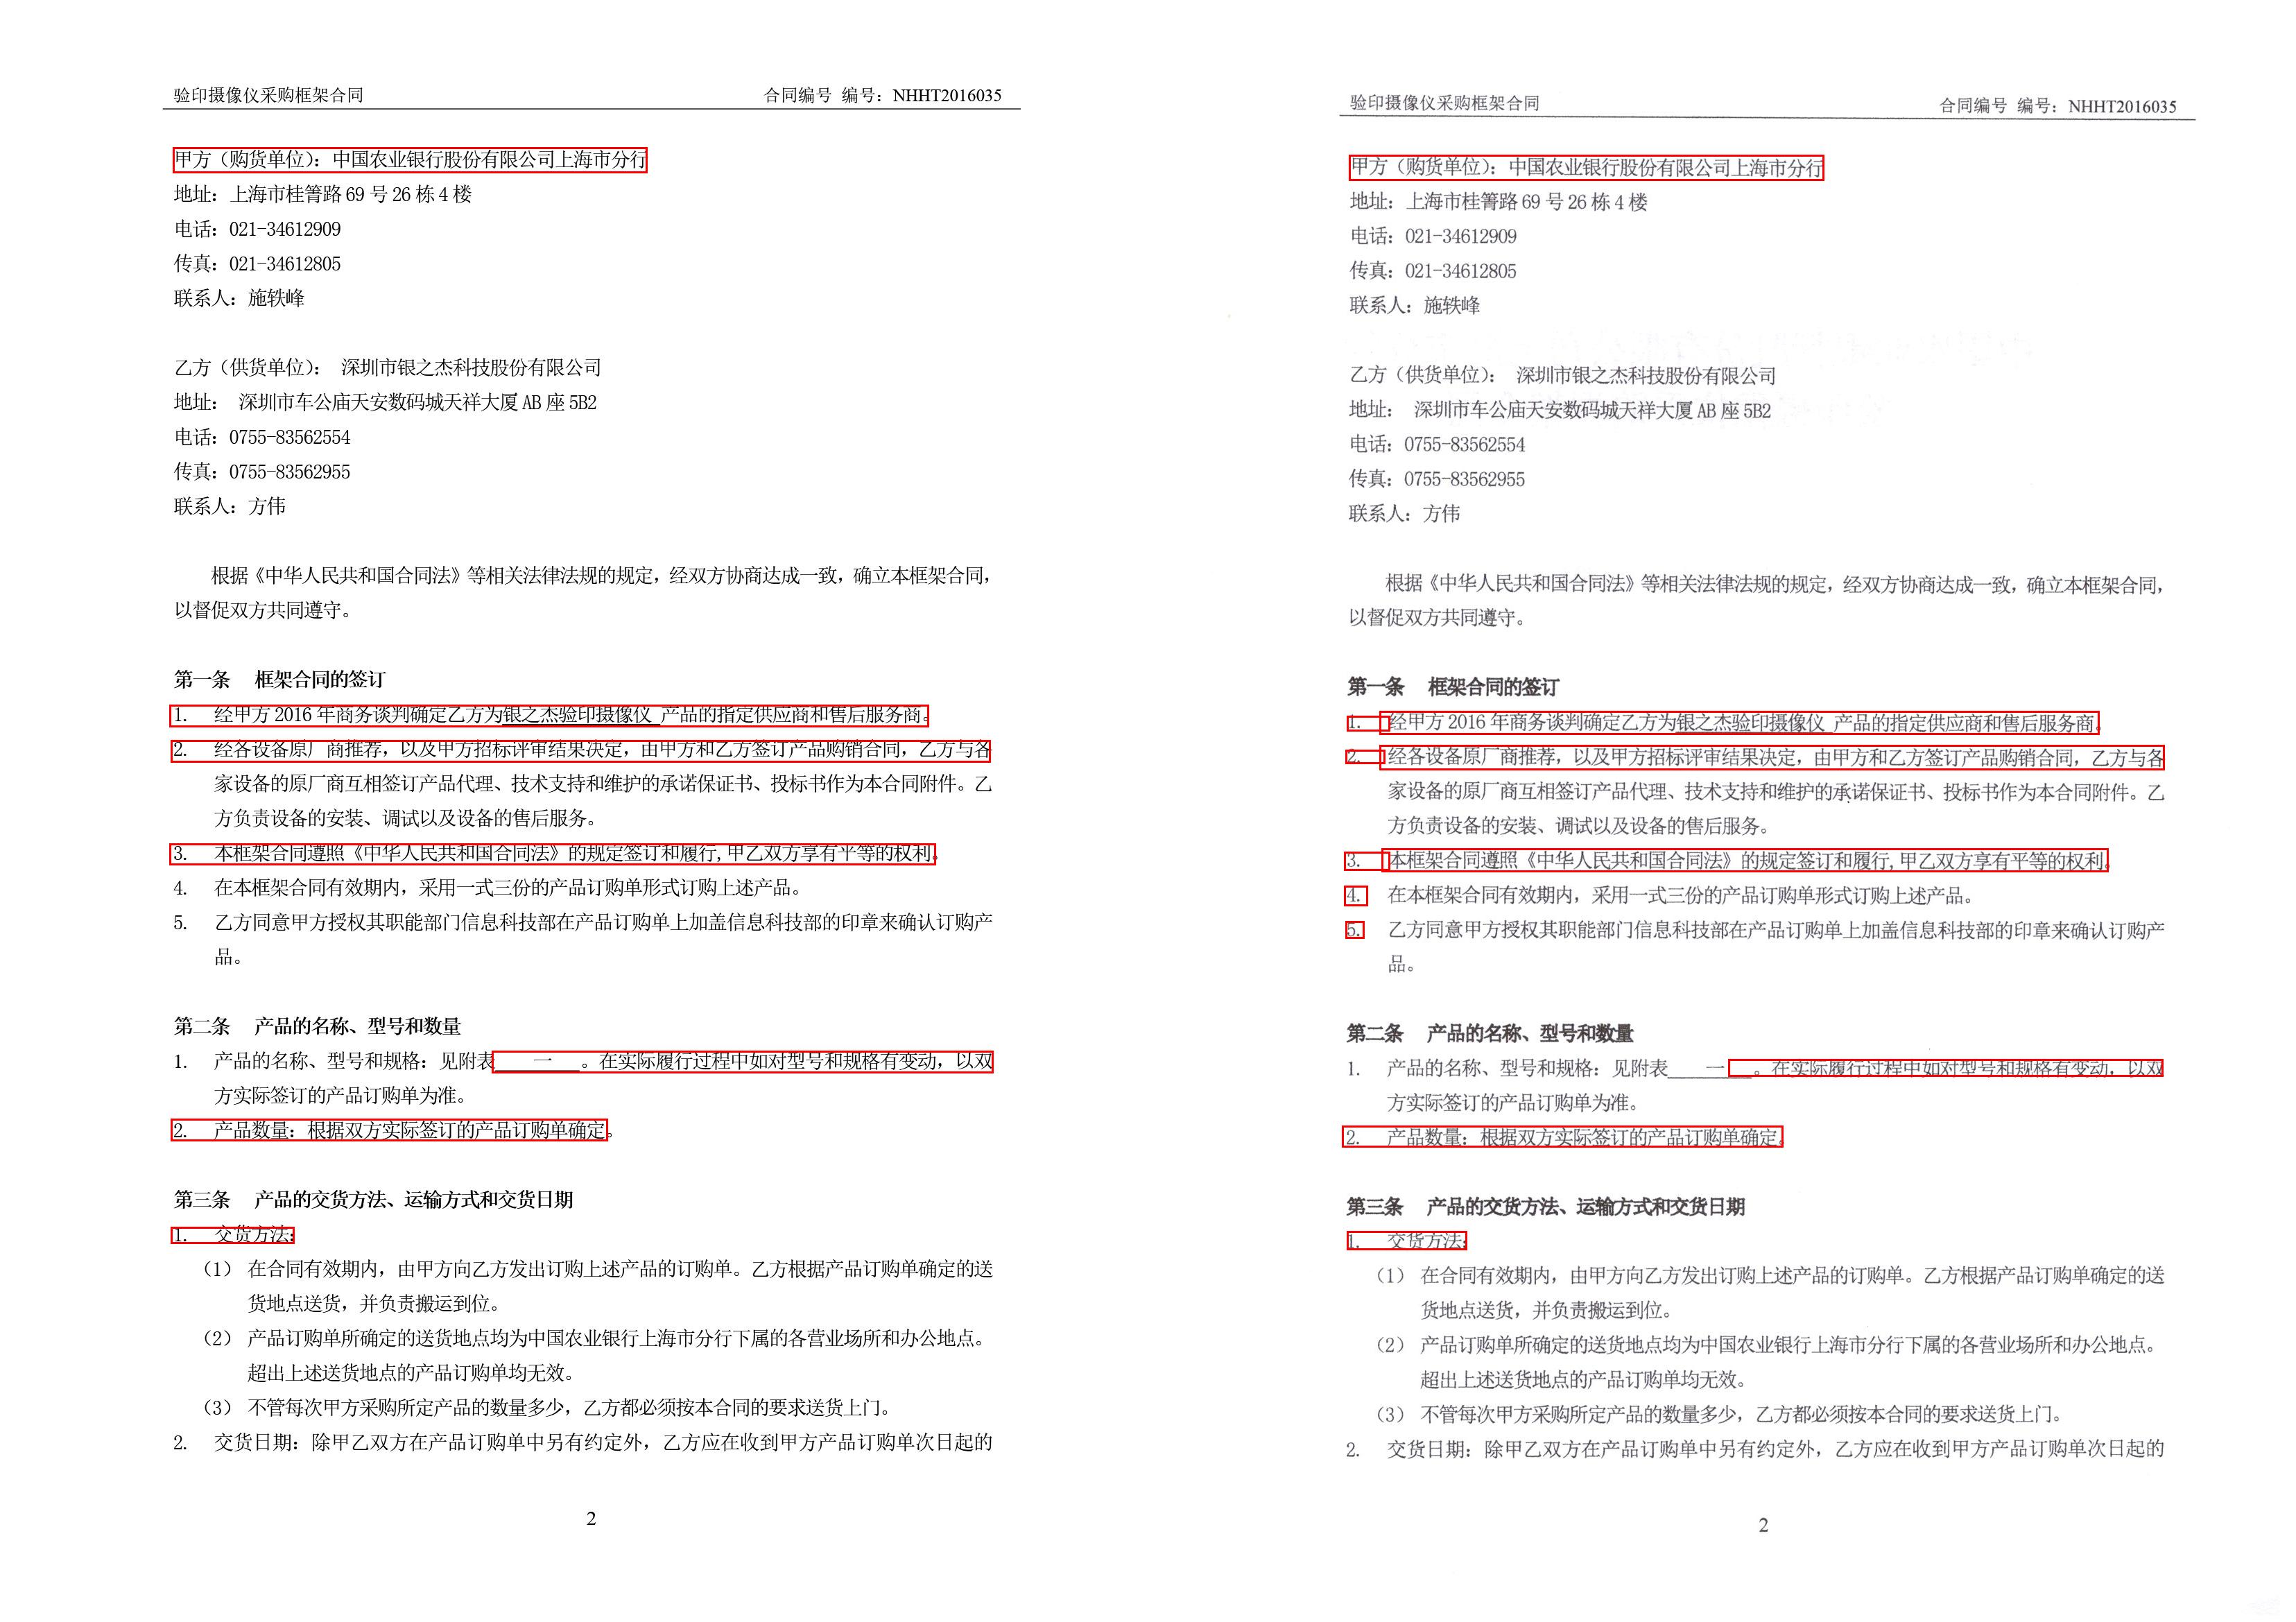 验印摄像仪采购框架合同 合同编号 编号：NHHT2016035
甲方（购货单位）：中国农业银行股份有限公司上海市分行
地址：上海市桂箐路 69 号 26 栋 4 楼
电话：021-34612909
传真：021-34612805
联系人：施轶峰
乙方（供货单位）： 深圳市银之杰科技股份有限公司
地址： 深圳市车公庙天安数码城天祥大厦 AB 座 5B2
电话：0755-83562554
传真：0755-83562955
联系人：方伟
根据《中华人民共和国合同法》等相关法律法规的规定，经双方协商达成一致，确立本框架合同，
以督促双方共同遵守。
第一条 框架合同的签订
1. 经甲方 2016 年商务谈判确定乙方为银之杰验印摄像仪 产品的指定供应商和售后服务商。
2. 经各设备原厂商推荐，以及甲方招标评审结果决定，由甲方和乙方签订产品购销合同，乙方与各
家设备的原厂商互相签订产品代理、技术支持和维护的承诺保证书、投标书作为本合同附件。乙
方负责设备的安装、调试以及设备的售后服务。
3. 本框架合同遵照《中华人民共和国合同法》的规定签订和履行,甲乙双方享有平等的权利。
4. 在本框架合同有效期内，采用一式三份的产品订购单形式订购上述产品。
5. 乙方同意甲方授权其职能部门信息科技部在产品订购单上加盖信息科技部的印章来确认订购产
品。
第二条 产品的名称、型号和数量
1. 产品的名称、型号和规格：见附表 一 。在实际履行过程中如对型号和规格有变动，以双
方实际签订的产品订购单为准。
2. 产品数量：根据双方实际签订的产品订购单确定。
第三条 产品的交货方法、运输方式和交货日期
1. 交货方法:
（1） 在合同有效期内，由甲方向乙方发出订购上述产品的订购单。乙方根据产品订购单确定的送
货地点送货，并负责搬运到位。
（2） 产品订购单所确定的送货地点均为中国农业银行上海市分行下属的各营业场所和办公地点。
超出上述送货地点的产品订购单均无效。
（3） 不管每次甲方采购所定产品的数量多少，乙方都必须按本合同的要求送货上门。
2. 交货日期：除甲乙双方在产品订购单中另有约定外，乙方应在收到甲方产品订购单次日起的
2
验印摄像仪采购框架合同 合同编号 编号：NHHT2016035
甲方（购货单位）：中国农业银行股份有限公司上海市分行
地址：上海市桂箐路 69 号 26 栋 4 楼
电话：021-34612909
传真：021-34612805
联系人：施轶峰
乙方（供货单位）： 深圳市银之杰科技股份有限公司
地址： 深圳市车公庙天安数码城天祥大厦 AB 座 5B2
电话：0755-83562554
传真：0755-83562955
联系人：方伟
根据《中华人民共和国合同法》等相关法律法规的规定，经双方协商达成一致，确立本框架合同，
以督促双方共同遵守。
第一条 框架合同的签订
1. 经甲方 2016 年商务谈判确定乙方为银之杰验印摄像仪 产品的指定供应商和售后服务商。
2. 经各设备原厂商推荐，以及甲方招标评审结果决定，由甲方和乙方签订产品购销合同，乙方与各
家设备的原厂商互相签订产品代理、技术支持和维护的承诺保证书、投标书作为本合同附件。乙
方负责设备的安装、调试以及设备的售后服务。
3. 本框架合同遵照《中华人民共和国合同法》的规定签订和履行,甲乙双方享有平等的权利。
4. 在本框架合同有效期内，采用一式三份的产品订购单形式订购上述产品。
5. 乙方同意甲方授权其职能部门信息科技部在产品订购单上加盖信息科技部的印章来确认订购产
品。
第二条 产品的名称、型号和数量
1. 产品的名称、型号和规格：见附表 一 。在实际履行过程中如对型号和规格有变动，以双
方实际签订的产品订购单为准。
2. 产品数量：根据双方实际签订的产品订购单确定。
第三条 产品的交货方法、运输方式和交货日期
1. 交货方法:
（1） 在合同有效期内，由甲方向乙方发出订购上述产品的订购单。乙方根据产品订购单确定的送
货地点送货，并负责搬运到位。
（2） 产品订购单所确定的送货地点均为中国农业银行上海市分行下属的各营业场所和办公地点。
超出上述送货地点的产品订购单均无效。
（3） 不管每次甲方采购所定产品的数量多少，乙方都必须按本合同的要求送货上门。
2. 交货日期：除甲乙双方在产品订购单中另有约定外，乙方应在收到甲方产品订购单次日起的
2